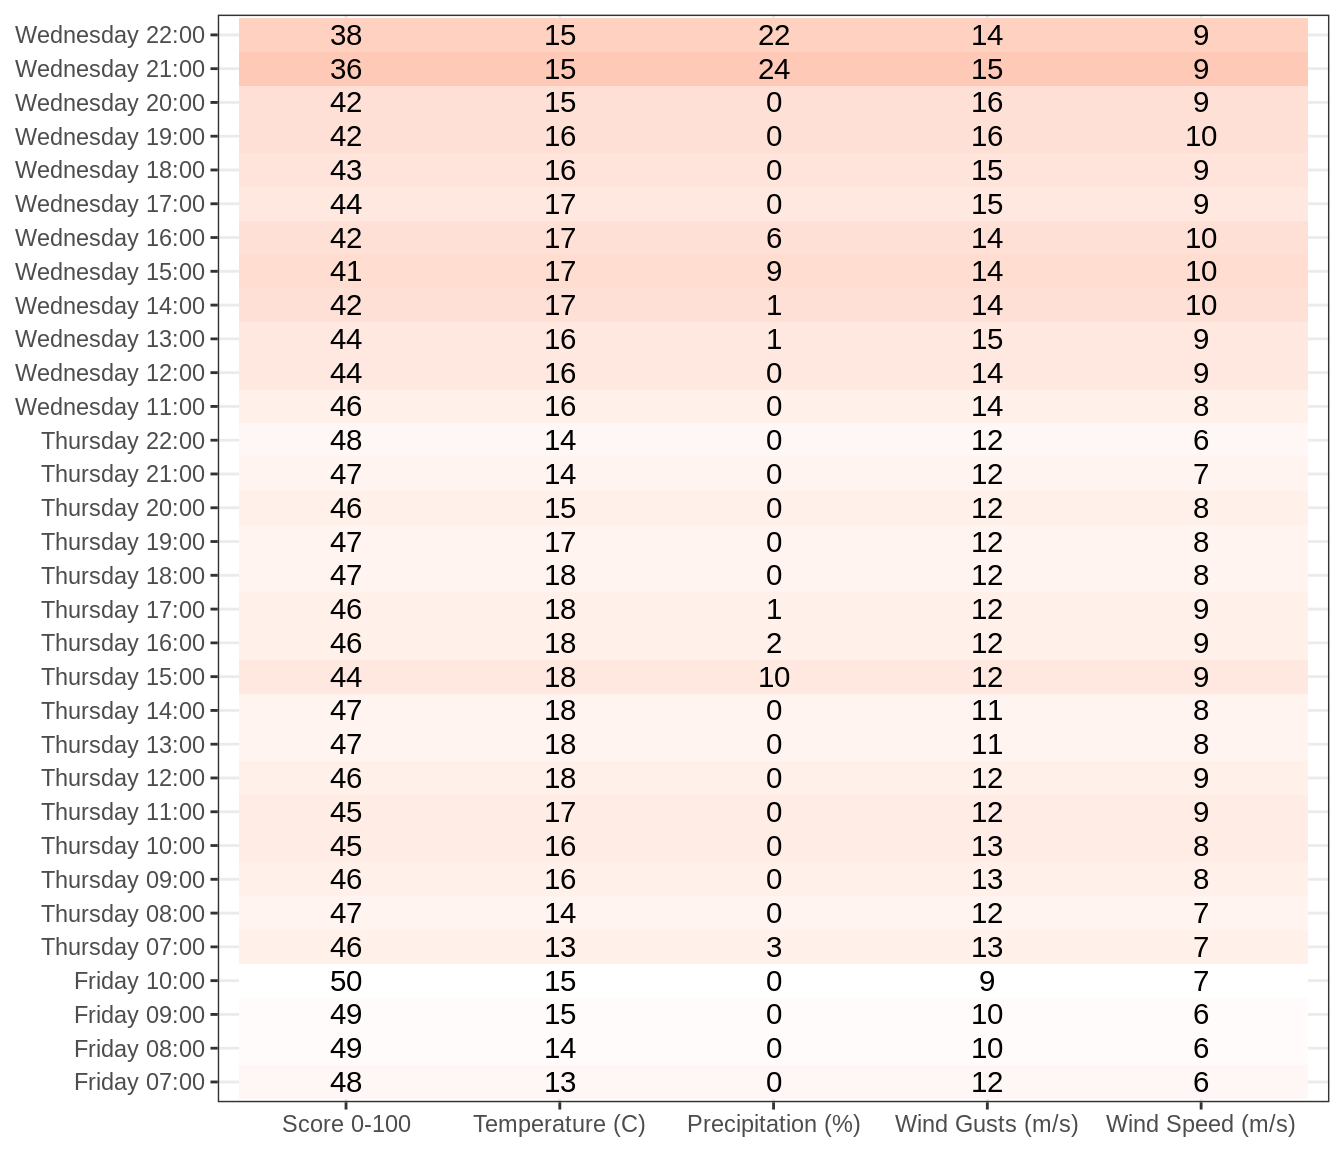 Wednesday 22:00 38 15 22 14 9
Wednesday 21:00 36 15 24 15 9
Wednesday 20:00 42 15 0 16 9
Wednesday 19:00 42 16 0 16 10
Wednesday 18:00 43 16 0 15 9
Wednesday 17:00 44 17 0 15 9
Wednesday 16:00 42 17 6 14 10
Wednesday 15:00 41 17 9 14 10
Wednesday 14:00 42 17 1 14 10
Wednesday 13:00 44 16 1 15 9
Wednesday 12:00 44 16 0 14 9
Wednesday 11:00 46 16 0 14 8
Thursday 22:00 48 14 0 12 6
Thursday 21:00 47 14 0 12 7
Thursday 20:00 46 15 0 12 8
Thursday 19:00 47 17 0 12 8
Thursday 18:00 47 18 0 12 8
Thursday 17:00 46 18 1 12 9
Thursday 16:00 46 18 2 12 9
Thursday 15:00 44 18 10 12 9
Thursday 14:00 47 18 0 11 8
Thursday 13:00 47 18 0 11 8
Thursday 12:00 46 18 0 12 9
Thursday 11:00 45 17 0 12 9
Thursday 10:00 45 16 0 13 8
Thursday 09:00 46 16 0 13 8
Thursday 08:00 47 14 0 12 7
Thursday 07:00 46 13 3 13 7
Friday 10:00 50 15 0 9 7
Friday 09:00 49 15 0 10 6
Friday 08:00 49 14 0 10 6
Friday 07:00 48 13 0 12 6
Score 0-100 Temperature (C) Precipitation (%) Wind Gusts (m/s) Wind Speed (m/s)